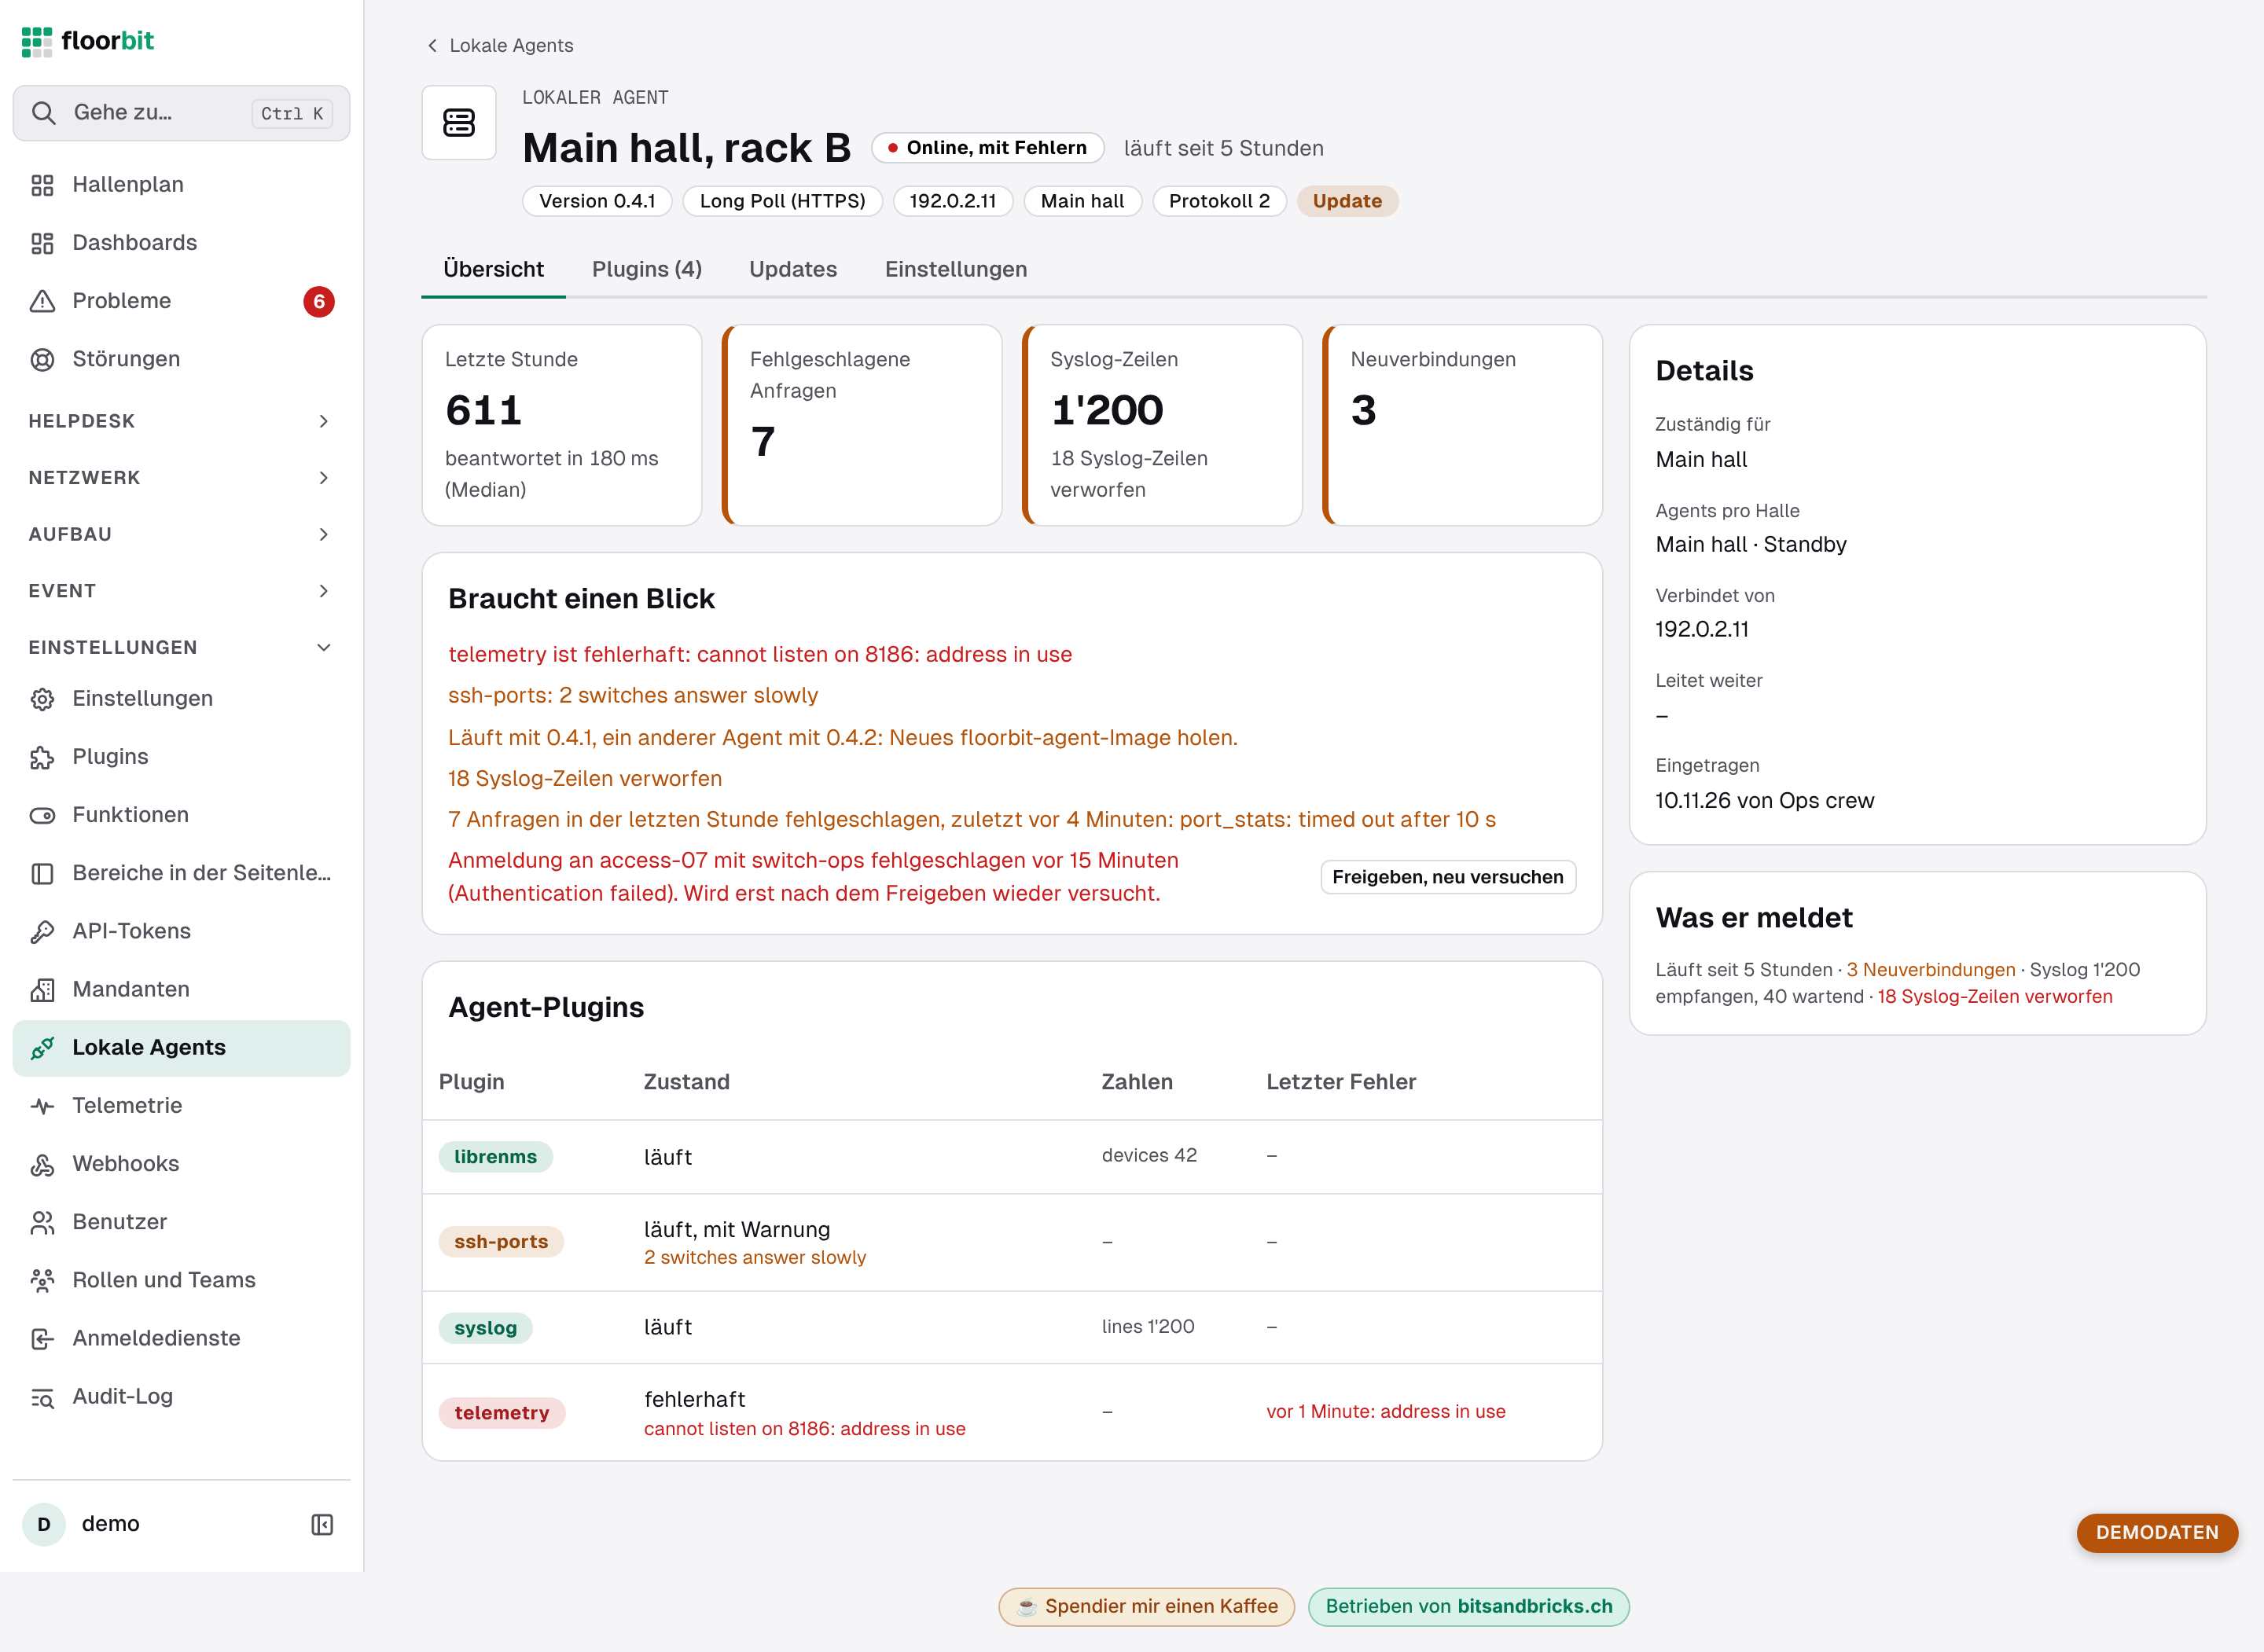 floorbit
Gehe zu...
Ctrl K
Hallenplan
Dashboards
Probleme
6
Störungen
HELPDESK
NETZWERK
AUFBAU
EVENT
EINSTELLUNGEN
Einstellungen
Plugins
Funktionen
Bereiche in der Seitenle...
API-Tokens
Mandanten
Lokale Agents
Telemetrie
Webhooks
Benutzer
Rollen und Teams
Anmeldedienste
Audit-Log
D
demo
Lokale Agents
LOKALER AGENT
Main hall, rack B
Online, mit Fehlern
läuft seit 5 Stunden
Version 0.4.1
Long Poll (HTTPS)
192.0.2.11
Main hall
Protokoll 2
Update
Übersicht
Plugins (4)
Updates
Einstellungen
Letzte Stunde
611
beantwortet in 180 ms
(Median)
Fehlgeschlagene
Anfragen
7
Syslog-Zeilen
1'200
18 Syslog-Zeilen
verworfen
Neuverbindungen
3
Braucht einen Blick
telemetry ist fehlerhaft: cannot listen on 8186: address in use
ssh-ports: 2 switches answer slowly
Läuft mit 0.4.1, ein anderer Agent mit 0.4.2: Neues floorbit-agent-Image holen.
18 Syslog-Zeilen verworfen
7 Anfragen in der letzten Stunde fehlgeschlagen, zuletzt vor 4 Minuten: port_stats: timed out after 10 s
Anmeldung an access-07 mit switch-ops fehlgeschlagen vor 15 Minuten
(Authentication failed). Wird erst nach dem Freigeben wieder versucht.
Freigeben, neu versuchen
Agent-Plugins
Plugin
Zustand
Zahlen
Letzter Fehler
librenms
läuft
devices 42
–
ssh-ports
läuft, mit Warnung
2 switches answer slowly
–
–
syslog
läuft
lines 1'200
–
telemetry
fehlerhaft
cannot listen on 8186: address in use
–
vor 1 Minute: address in use
Details
Zuständig für
Main hall
Agents pro Halle
Main hall · Standby
Verbindet von
192.0.2.11
Leitet weiter
–
Eingetragen
10.11.26 von Ops crew
Was er meldet
Läuft seit 5 Stunden · 3 Neuverbindungen · Syslog 1'200
empfangen, 40 wartend · 18 Syslog-Zeilen verworfen
DEMODATEN
Spendier mir einen Kaffee
Betrieben von bitsandbricks.ch